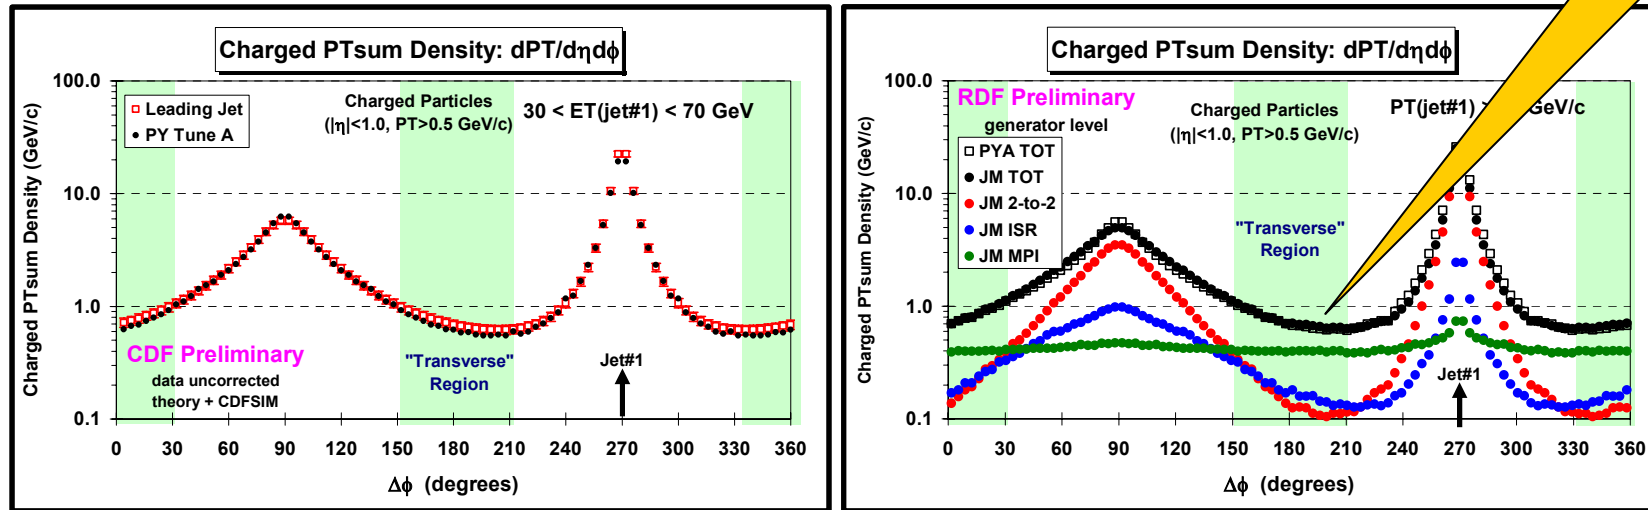 Charged PTsum Density: dPT/dηdϕ
Charged PTsum Density (GeV/c)
100.0
10.0
1.0
0.1
Leading Jet
PY Tune A
Charged Particles
(|η|<1.0, PT>0.5 GeV/c)
30 < ET(jet#1) < 70 GeV
CDF Preliminary
data uncorrected
theory + CDFSIM
"Transverse"
Region
Jet#1
0 30 60 90 120 150 180 210 240 270 300 330 360
Δϕ (degrees)
Charged PTsum Density: dPT/dηdϕ
Charged PTsum Density (GeV/c)
100.0
10.0
1.0
0.1
RDF Preliminary
generator level
PYA TOT
JM TOT
JM 2-to-2
JM ISR
JM MPI
Charged Particles
(|η|<1.0, PT>0.5 GeV/c)
PT(jet#1) > GeV/c
"Transverse"
Region
Jet#1
0 30 60 90 120 150 180 210 240 270 300 330 360
Δϕ (degrees)